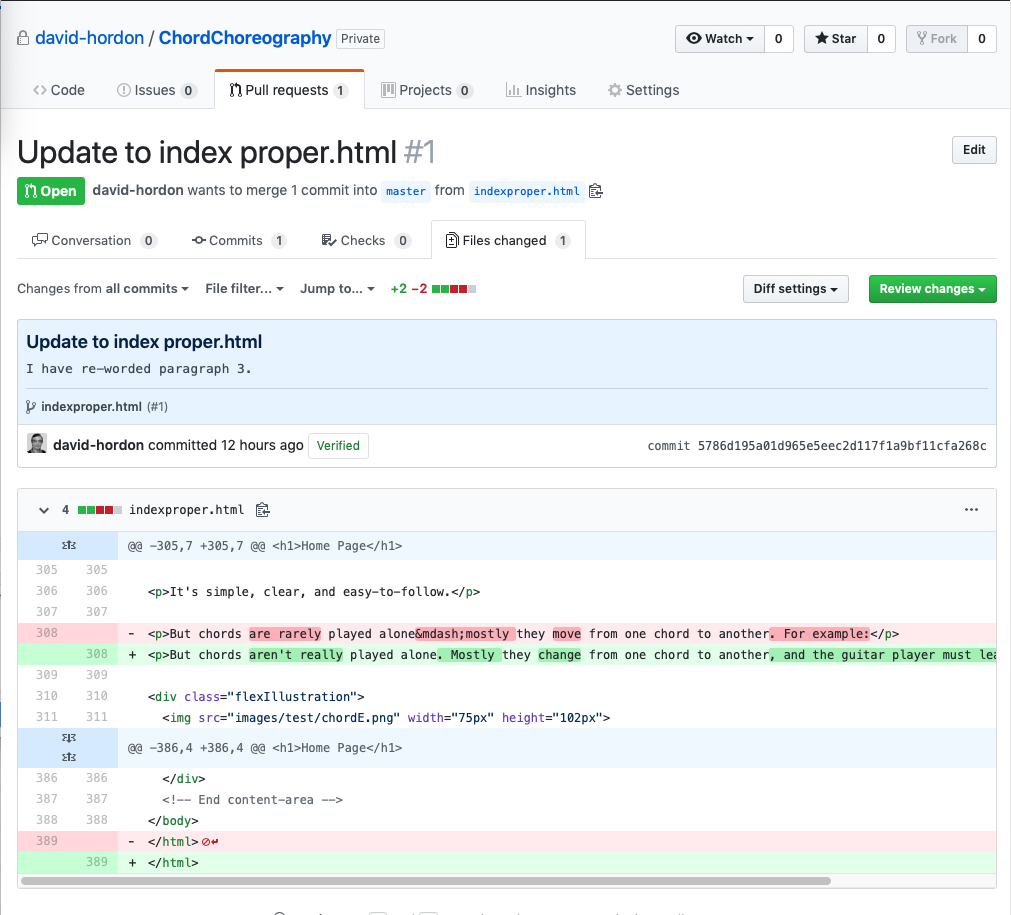 david-hordon / ChordChoreography Private Watch 0 Star 0 Fork 0
Code Issues 0 Pull requests 1 Projects 0 Insights Settings
Update to index proper.html #1 Edit
Open david-hordon wants to merge 1 commit into master from indexproper.html
Conversation 0 Commits 1 Checks 0 Files changed 1
Changes from all commits File filter... Jump to... +2 −2 Diff settings Review changes
Update to index proper.html
I have re-worded paragraph 3.
indexproper.html (#1)
david-hordon committed 12 hours ago Verified commit 5786d195a01d965e5eec2d117f1a9bf11cfa268c
4 indexproper.html ...
@@ -305,7 +305,7 @@ <h1>Home Page</h1>
305 305
306 306 <p>It's simple, clear, and easy-to-follow.</p>
307 307
308 - <p>But chords are rarely played alone&mdash;mostly they move from one chord to another. For example:</p>
308 + <p>But chords aren't really played alone. Mostly they change from one chord to another, and the guitar player must lea
309 309
310 310 <div class="flexIllustration">
311 311 <img src="images/test/chordE.png" width="75px" height="102px">
@@ -386,4 +386,4 @@ <h1>Home Page</h1>
386 386 </div>
387 387 <!-- End content-area -->
388 388 </body>
389 - </html>
389 + </html>